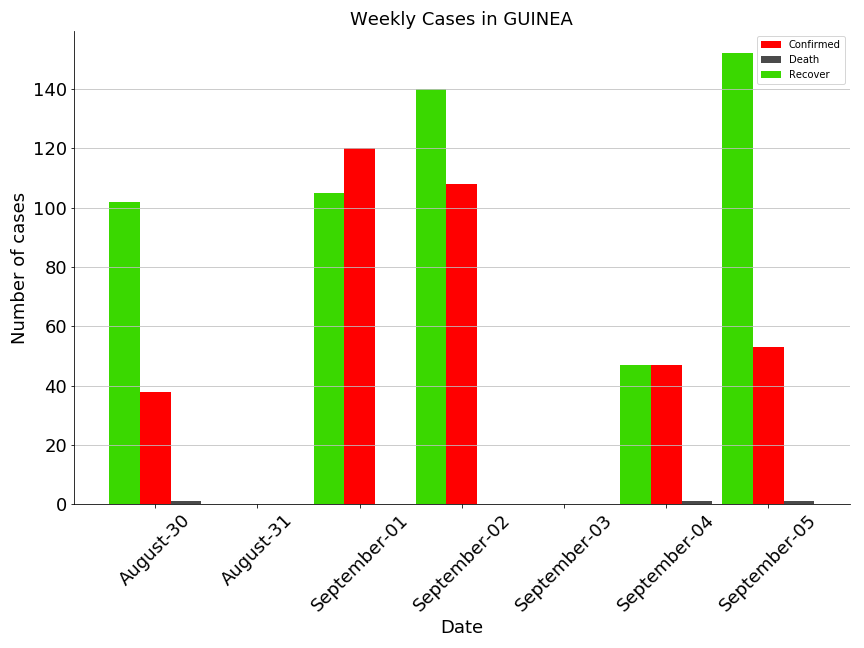 Weekly Cases in GUINEA
Confirmed
Death
Recover
Number of cases
140
120
100
80
60
40
20
0
August-30
August-31
September-01
September-02
September-03
September-04
September-05
Date